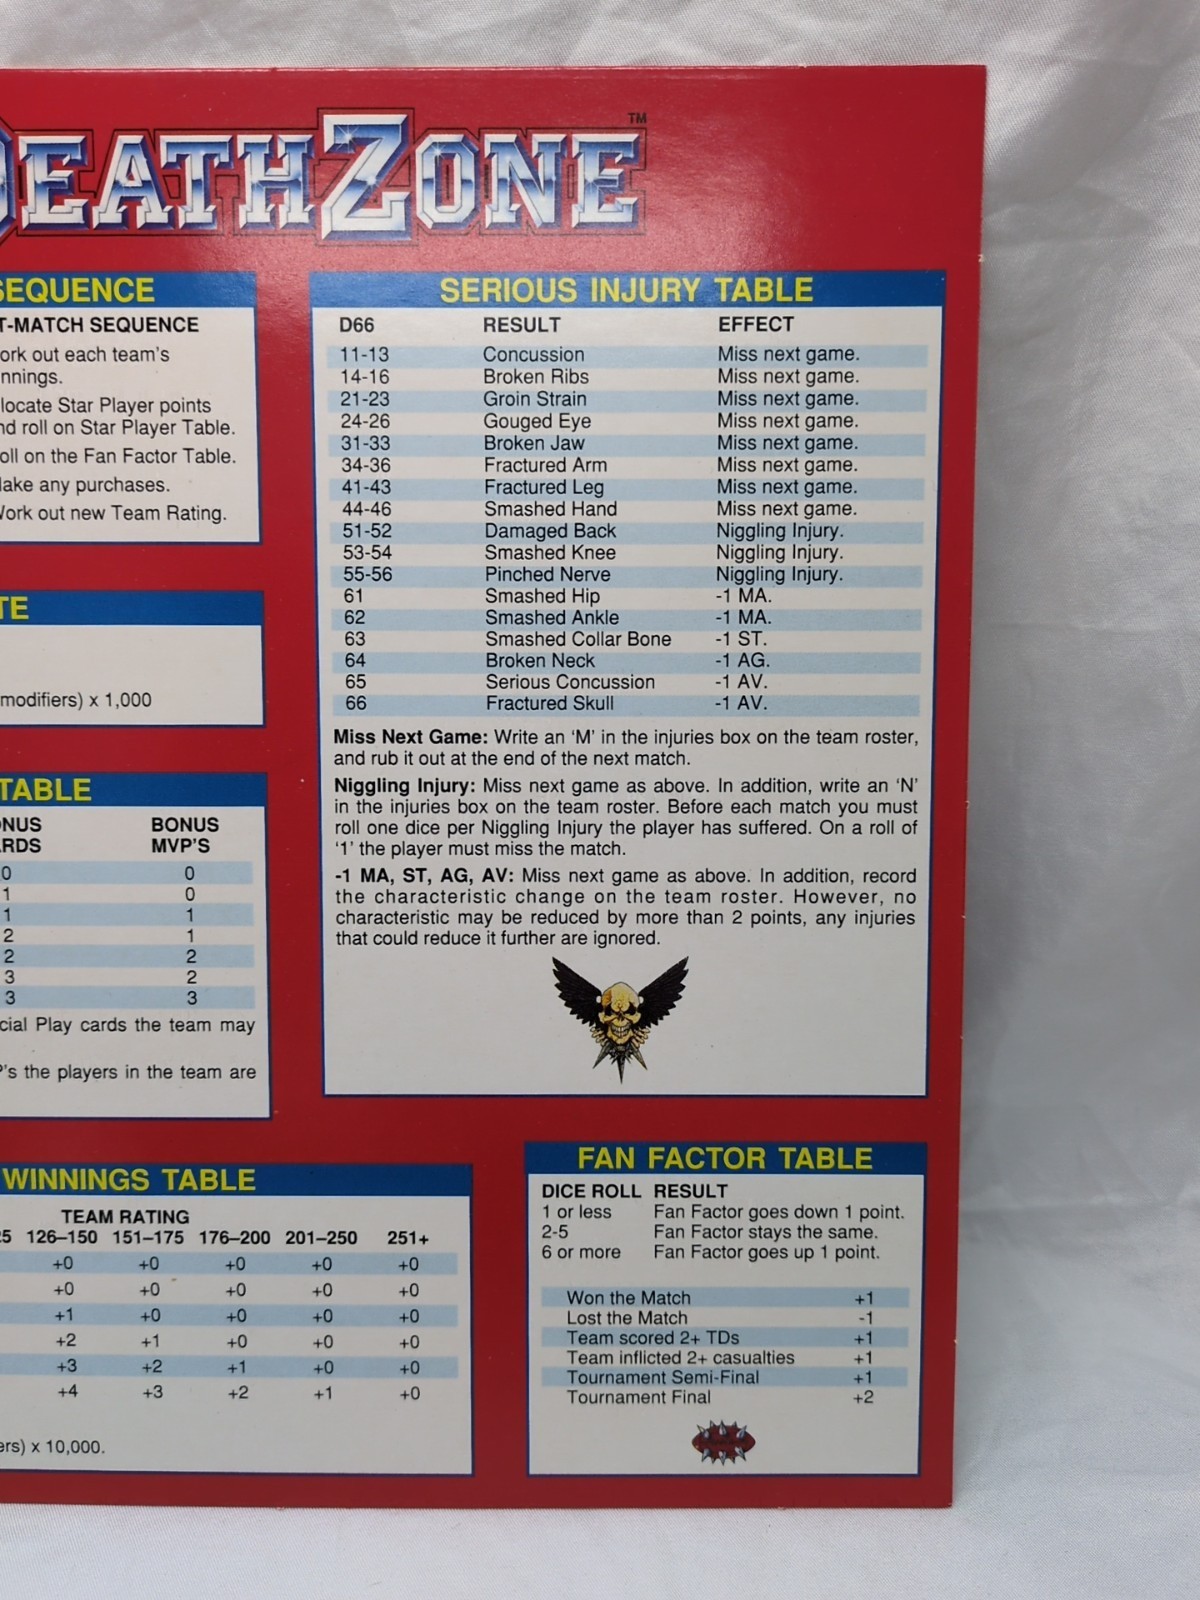 DEATHZONE™
SEQUENCE
T-MATCH SEQUENCE
ork out each team's
nnings.
locate Star Player points
nd roll on Star Player Table.
oll on the Fan Factor Table.
ake any purchases.
Work out new Team Rating.
TE
modifiers) x 1,000
TABLE
NUS BONUS
RDS MVP'S
0 0
1 0
1 1
2 1
2 2
3 2
3 3
cial Play cards the team may
P's the players in the team are
SERIOUS INJURY TABLE
D66 RESULT EFFECT
11-13 Concussion Miss next game.
14-16 Broken Ribs Miss next game.
21-23 Groin Strain Miss next game.
24-26 Gouged Eye Miss next game.
31-33 Broken Jaw Miss next game.
34-36 Fractured Arm Miss next game.
41-43 Fractured Leg Miss next game.
44-46 Smashed Hand Miss next game.
51-52 Damaged Back Niggling Injury.
53-54 Smashed Knee Niggling Injury.
55-56 Pinched Nerve Niggling Injury.
61 Smashed Hip -1 MA.
62 Smashed Ankle -1 MA.
63 Smashed Collar Bone -1 ST.
64 Broken Neck -1 AG.
65 Serious Concussion -1 AV.
66 Fractured Skull -1 AV.
Miss Next Game: Write an ‘M’ in the injuries box on the team roster,
and rub it out at the end of the next match.
Niggling Injury: Miss next game as above. In addition, write an ‘N’
in the injuries box on the team roster. Before each match you must
roll one dice per Niggling Injury the player has suffered. On a roll of
‘1’ the player must miss the match.
-1 MA, ST, AG, AV: Miss next game as above. In addition, record
the characteristic change on the team roster. However, no
characteristic may be reduced by more than 2 points, any injuries
that could reduce it further are ignored.
WINNINGS TABLE
TEAM RATING
5 126–150 151–175 176–200 201–250 251+
+0 +0 +0 +0 +0
+0 +0 +0 +0 +0
+1 +0 +0 +0 +0
+2 +1 +0 +0 +0
+3 +2 +1 +0 +0
+4 +3 +2 +1 +0
ers) x 10,000.
FAN FACTOR TABLE
DICE ROLL RESULT
1 or less Fan Factor goes down 1 point.
2-5 Fan Factor stays the same.
6 or more Fan Factor goes up 1 point.
Won the Match +1
Lost the Match -1
Team scored 2+ TDs +1
Team inflicted 2+ casualties +1
Tournament Semi-Final +1
Tournament Final +2